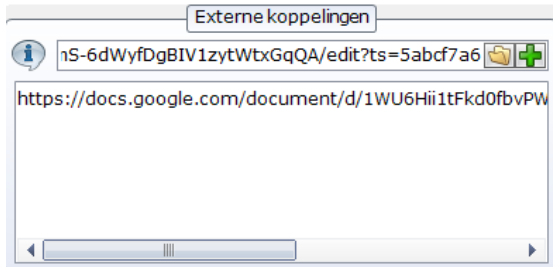 Externe koppelingen
nS-6dWyfDgBIV1zytWtxGqQA/edit?ts=5abcf7a6
https://docs.google.com/document/d/1WU6Hii1tFkd0fbvPW